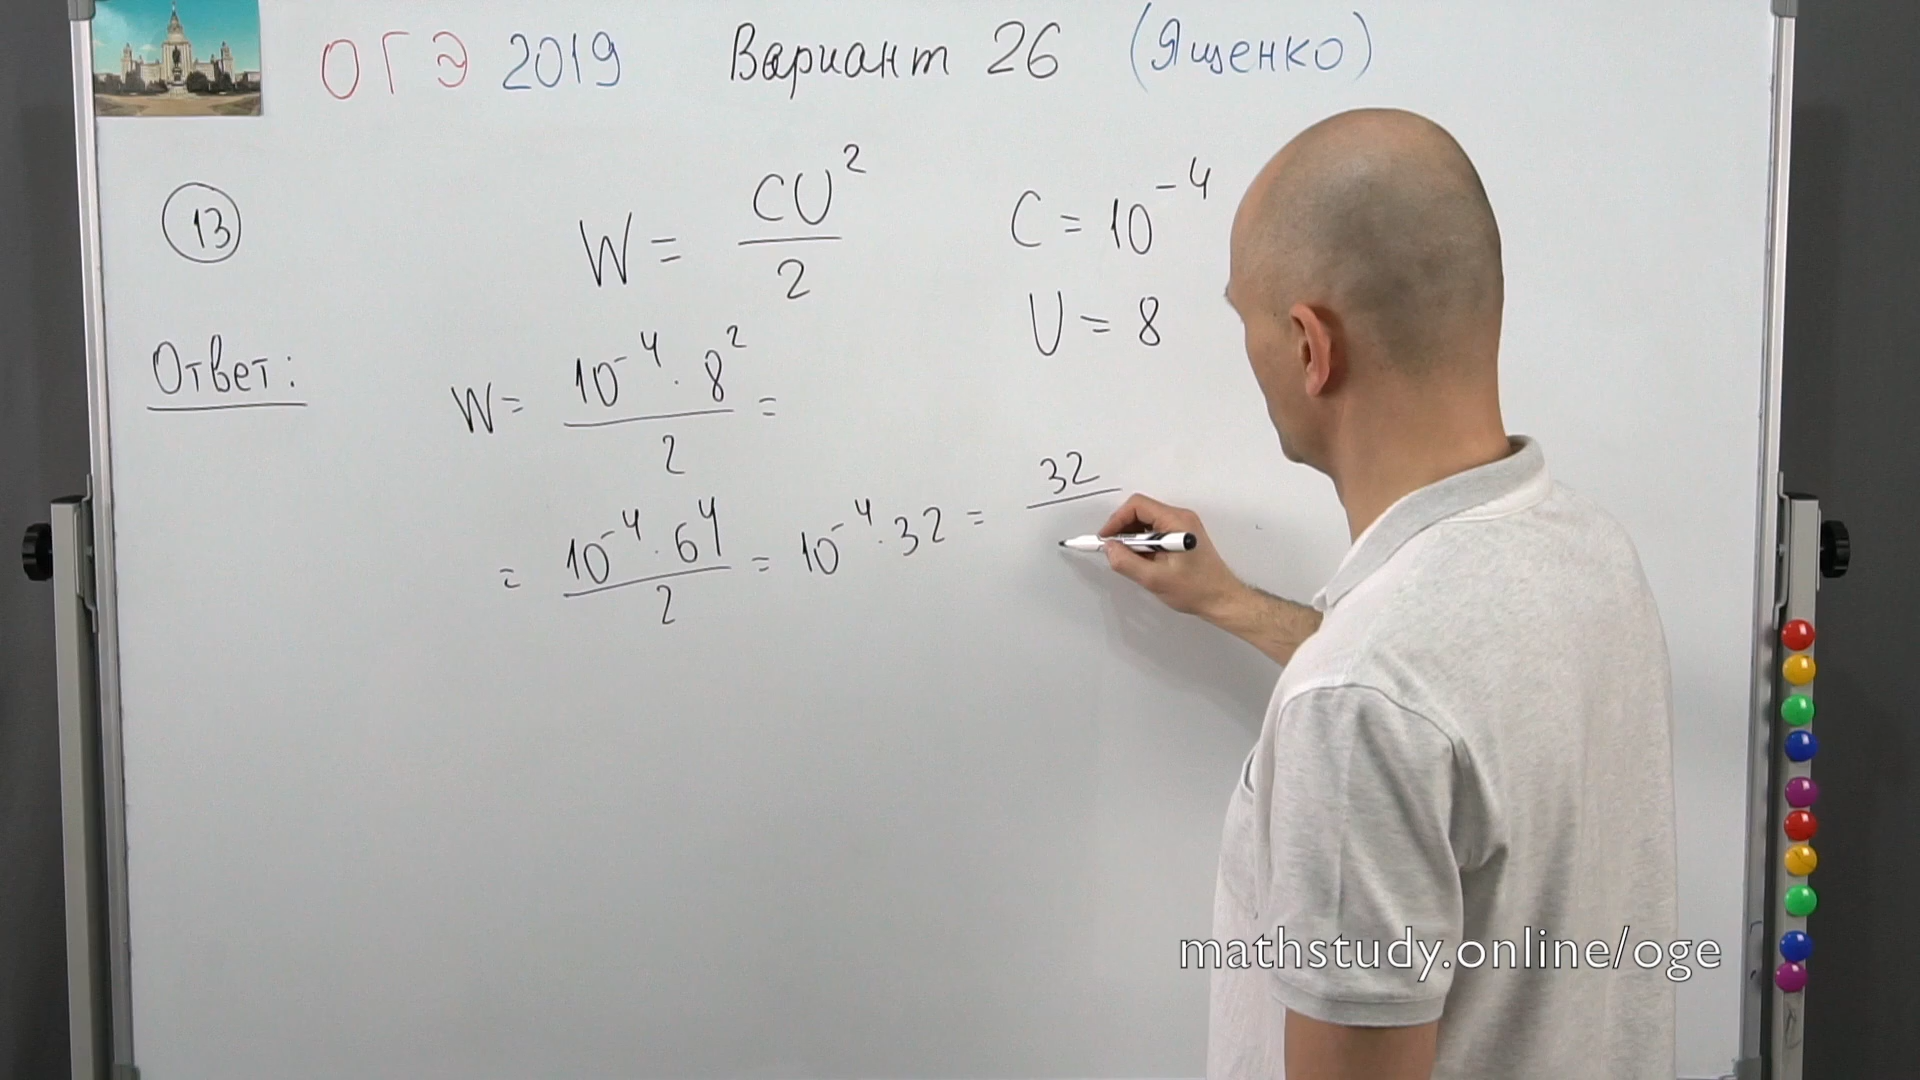 ОГЭ 2019 Вариант 26 (Ященко)
13
W = CU²/2
C = 10⁻⁴
U = 8
Ответ:
W = 10⁻⁴ · 8²/2 =
= 10⁻⁴ · 64/2 = 10⁻⁴ · 32 = 32/
mathstudy.online/oge